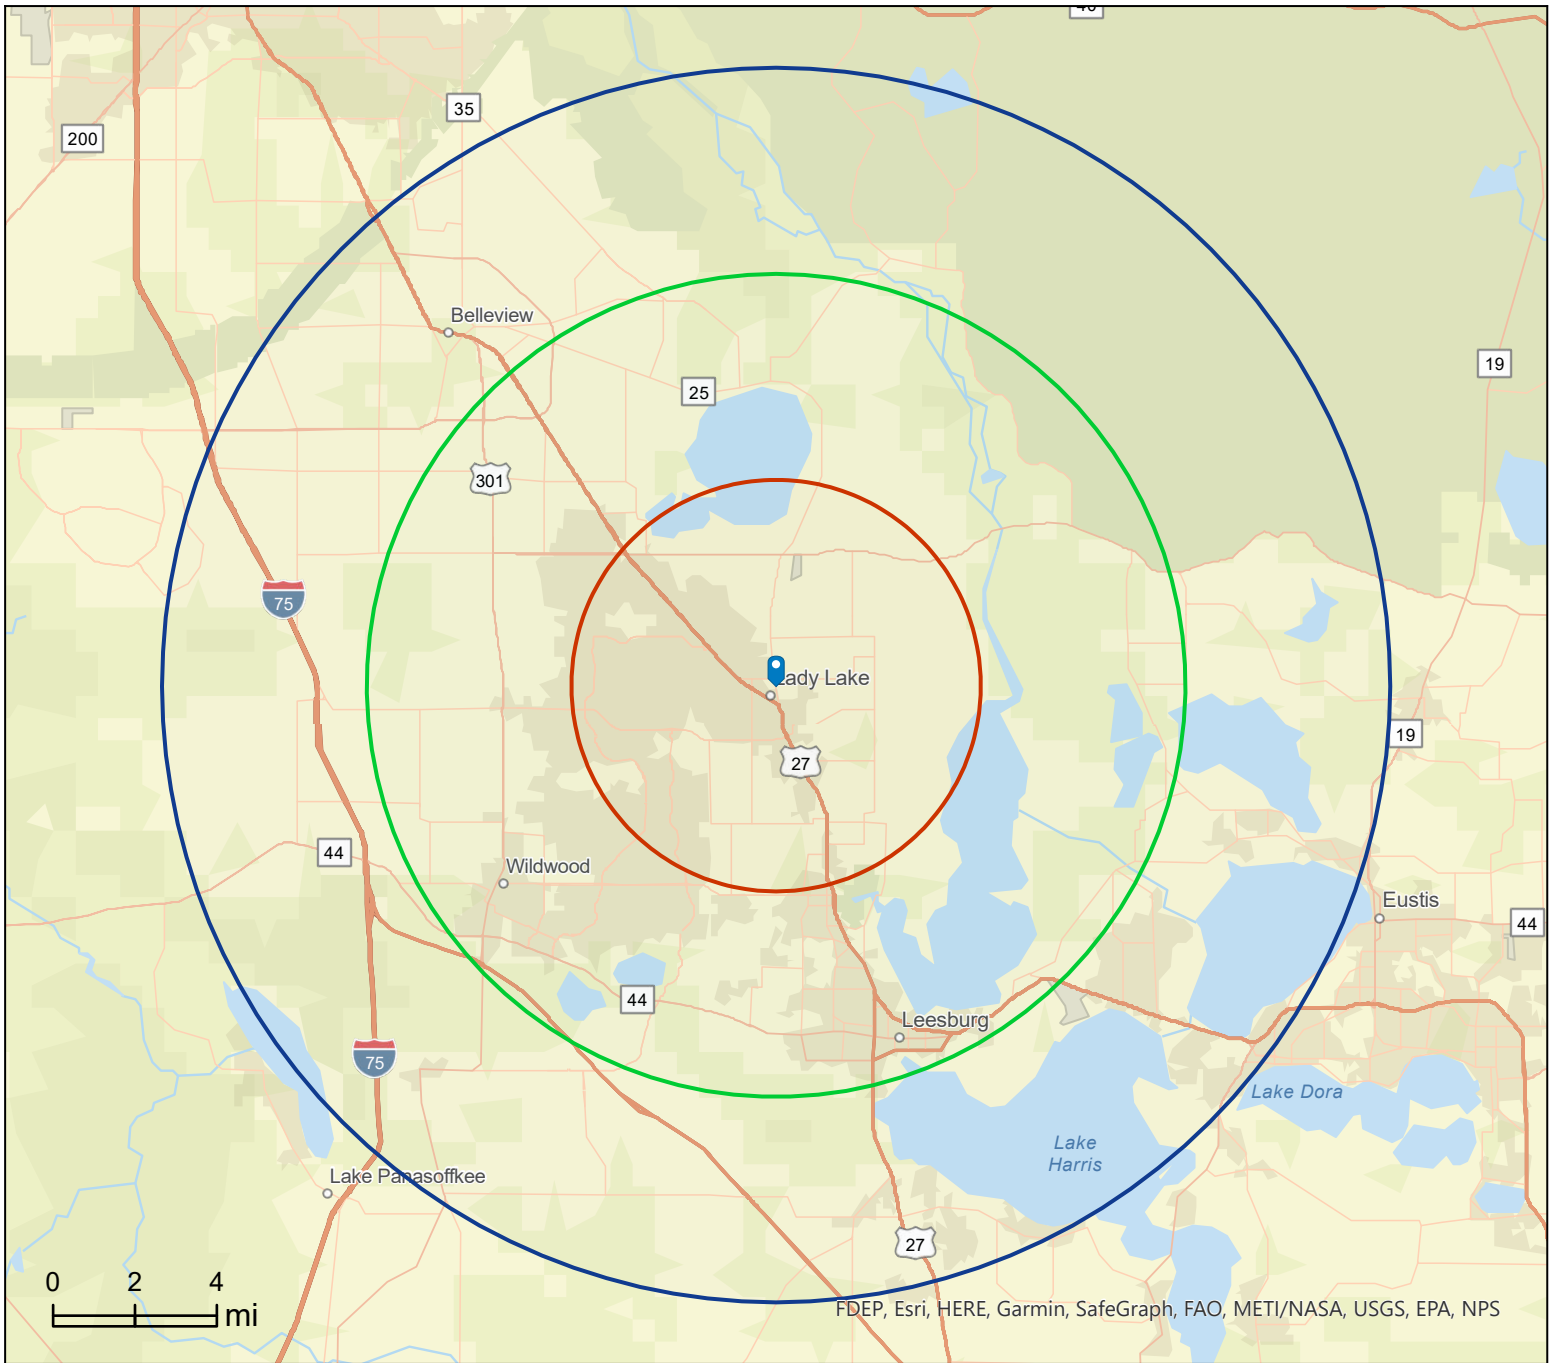 40
35
200
Belleview
19
25
301
75
Lady Lake
19
27
44
Wildwood
Eustis
44
44
Leesburg
75
Lake Dora
Lake
Harris
Lake Panasoffkee
27
0 2 4
mi
FDEP, Esri, HERE, Garmin, SafeGraph, FAO, METI/NASA, USGS, EPA, NPS